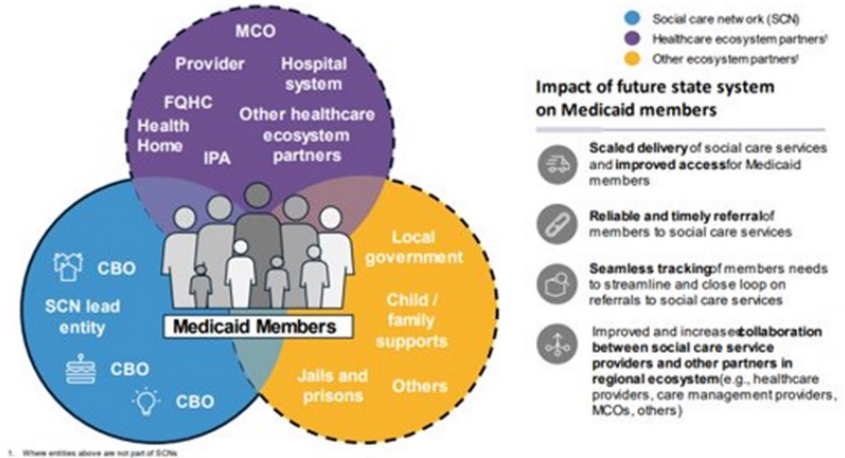 MCO
Provider
Hospital
system
FQHC
Health
Home
Other healthcare
ecosystem
partners
IPA
CBO
SCN lead
entity
CBO
CBO
Medicaid Members
Local
government
Child /
family
supports
Jails and
prisons
Others
1. Where entities above are not part of SCNs
Social care network (SCN)
Healthcare ecosystem partners¹
Other ecosystem partners¹
Impact of future state system
on Medicaid members
Scaled delivery of social care services
and improved access for Medicaid
members
Reliable and timely referral of
members to social care services
Seamless tracking of members needs
to streamline and close loop on
referrals to social care services
Improved and increased collaboration
between social care service
providers and other partners in
regional ecosystem (e.g., healthcare
providers, care management providers,
MCOs, others)